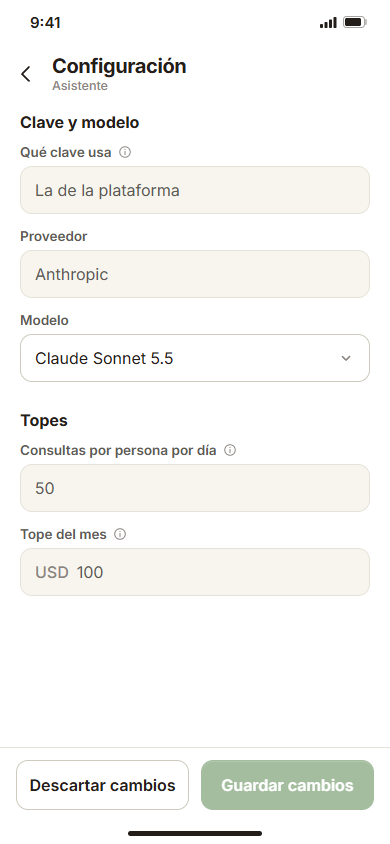 9:41
Configuración
Asistente
Clave y modelo
Qué clave usa
La de la plataforma
Proveedor
Anthropic
Modelo
Claude Sonnet 5.5
Topes
Consultas por persona por día
50
Tope del mes
USD 100
Descartar cambios
Guardar cambios